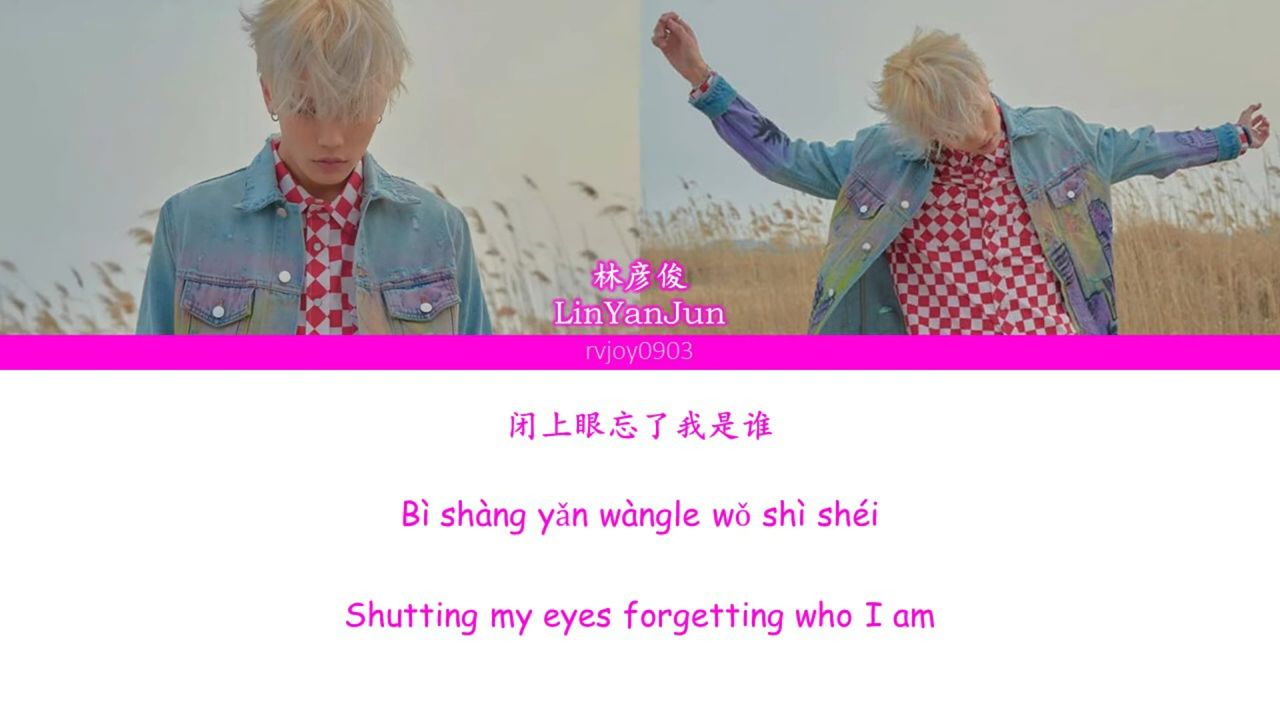 林彦俊
LinYanJun
rvjoy0903
闭上眼忘了我是谁
Bì shàng yǎn wàngle wǒ shì shéi
Shutting my eyes forgetting who I am